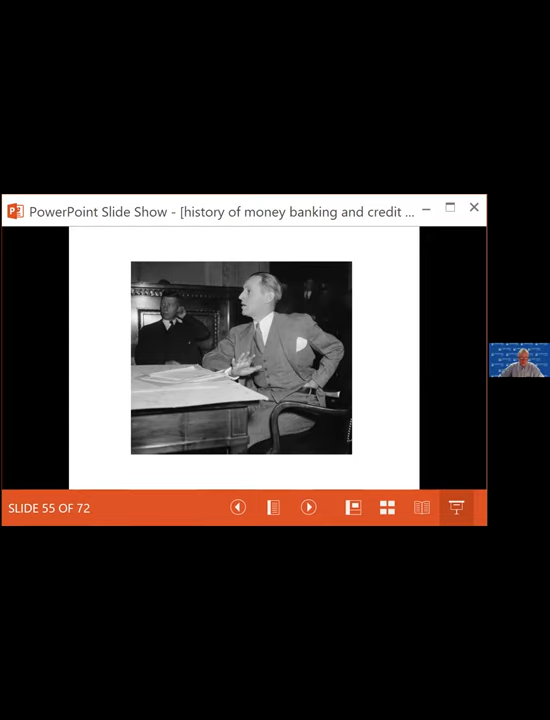 PowerPoint Slide Show - [history of money banking and credit ...
SLIDE 55 OF 72